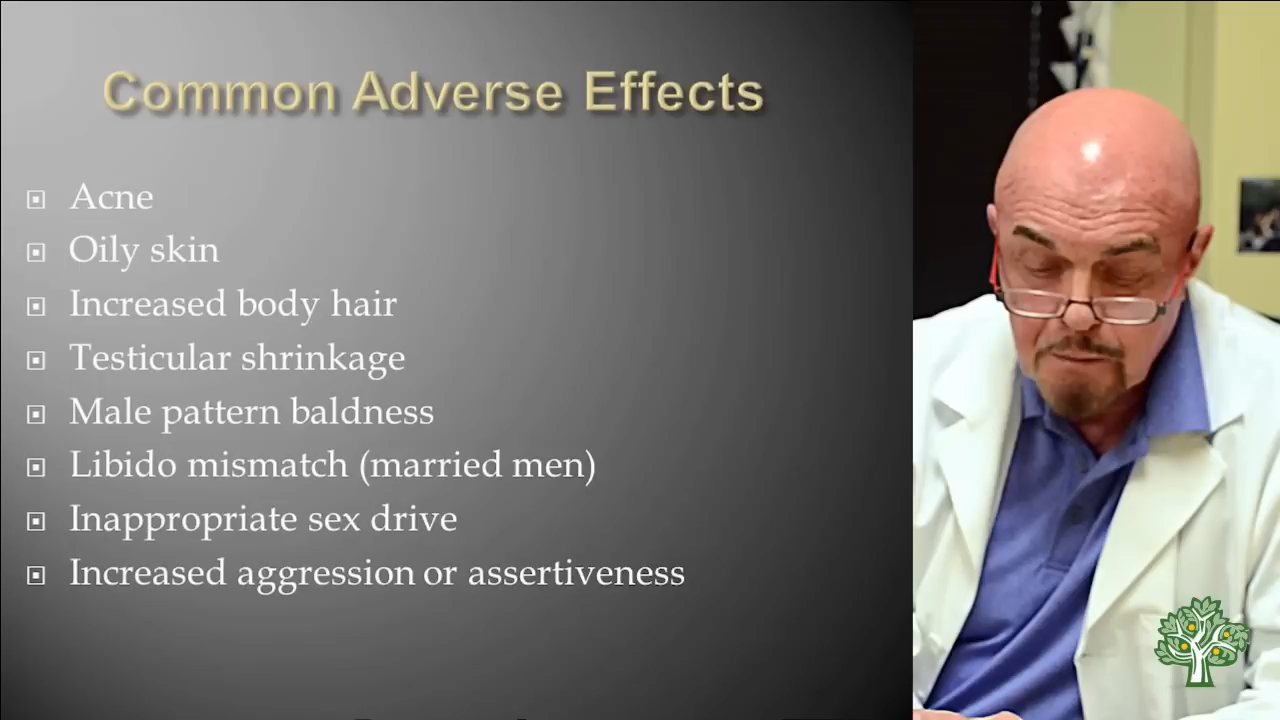 Common Adverse Effects
Acne
Oily skin
Increased body hair
Testicular shrinkage
Male pattern baldness
Libido mismatch (married men)
Inappropriate sex drive
Increased aggression or assertiveness